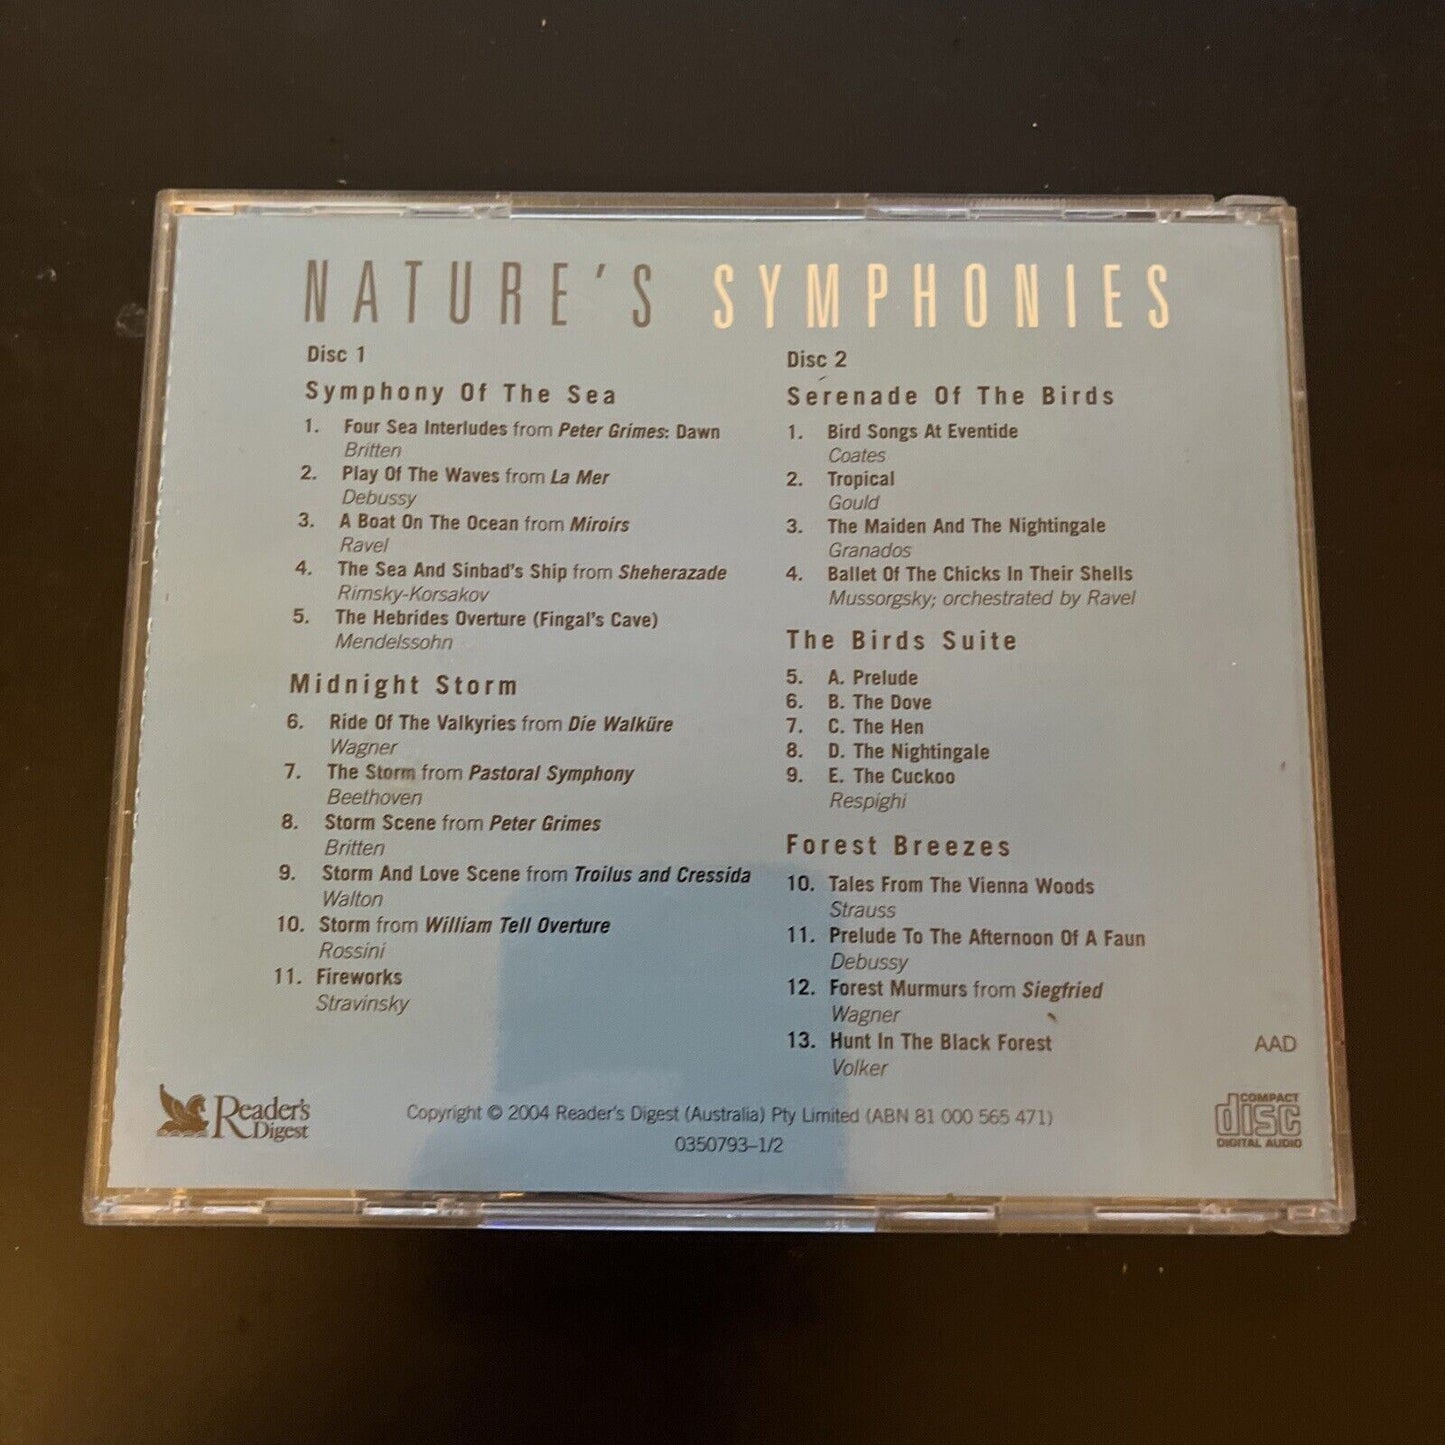 NATURE'S SYMPHONIES
Disc 1
Symphony Of The Sea
1. Four Sea Interludes from Peter Grimes: Dawn
Britten
2. Play Of The Waves from La Mer
Debussy
3. A Boat On The Ocean from Miroirs
Ravel
4. The Sea And Sinbad's Ship from Sheherazade
Rimsky-Korsakov
5. The Hebrides Overture (Fingal's Cave)
Mendelssohn
Midnight Storm
6. Ride Of The Valkyries from Die Walküre
Wagner
7. The Storm from Pastoral Symphony
Beethoven
8. Storm Scene from Peter Grimes
Britten
9. Storm And Love Scene from Troilus and Cressida
Walton
10. Storm from William Tell Overture
Rossini
11. Fireworks
Stravinsky
Disc 2
Serenade Of The Birds
1. Bird Songs At Eventide
Coates
2. Tropical
Gould
3. The Maiden And The Nightingale
Granados
4. Ballet Of The Chicks In Their Shells
Mussorgsky; orchestrated by Ravel
The Birds Suite
5. A. Prelude
6. B. The Dove
7. C. The Hen
8. D. The Nightingale
9. E. The Cuckoo
Respighi
Forest Breezes
10. Tales From The Vienna Woods
Strauss
11. Prelude To The Afternoon Of A Faun
Debussy
12. Forest Murmurs from Siegfried
Wagner
13. Hunt In The Black Forest
Volker
AAD
Reader's
Digest
Copyright © 2004 Reader's Digest (Australia) Pty Limited (ABN 81 000 565 471)
0350793–1/2
COMPACT
disc
DIGITAL AUDIO